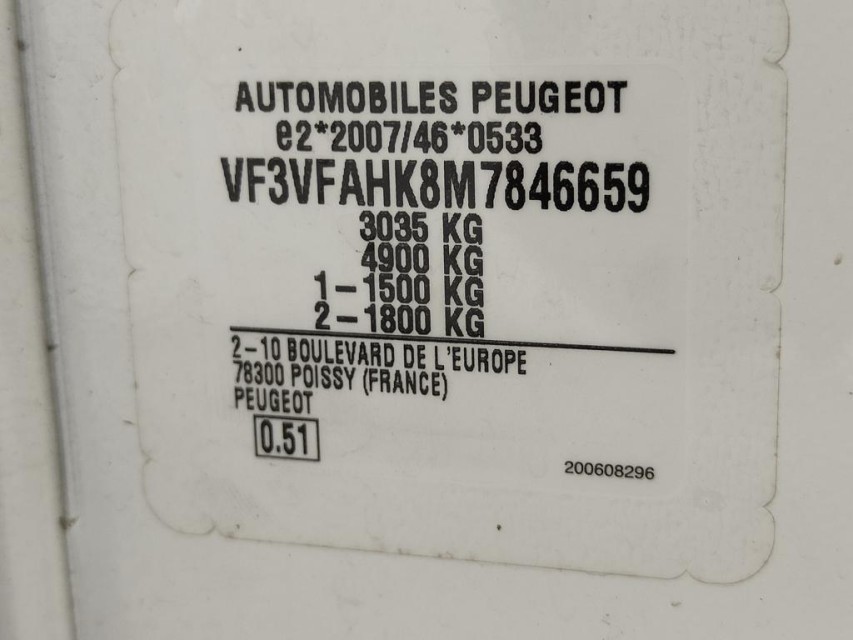 AUTOMOBILES PEUGEOT
e2*2007/46*0533
VF3VFAHK8M7846659
3035 KG
4900 KG
1-1500 KG
2-1800 KG
2-10 BOULEVARD DE L'EUROPE
78300 POISSY (FRANCE)
PEUGEOT
0.51
200608296